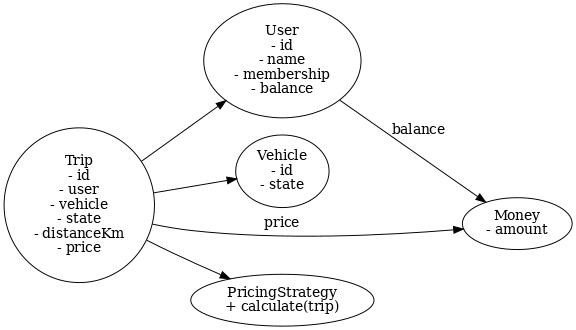 User
- id
- name
- membership
- balance
balance
Vehicle
- id
- state
Trip
- id
- user
- vehicle
- state
- distanceKm
- price
price
Money
- amount
PricingStrategy
+ calculate(trip)